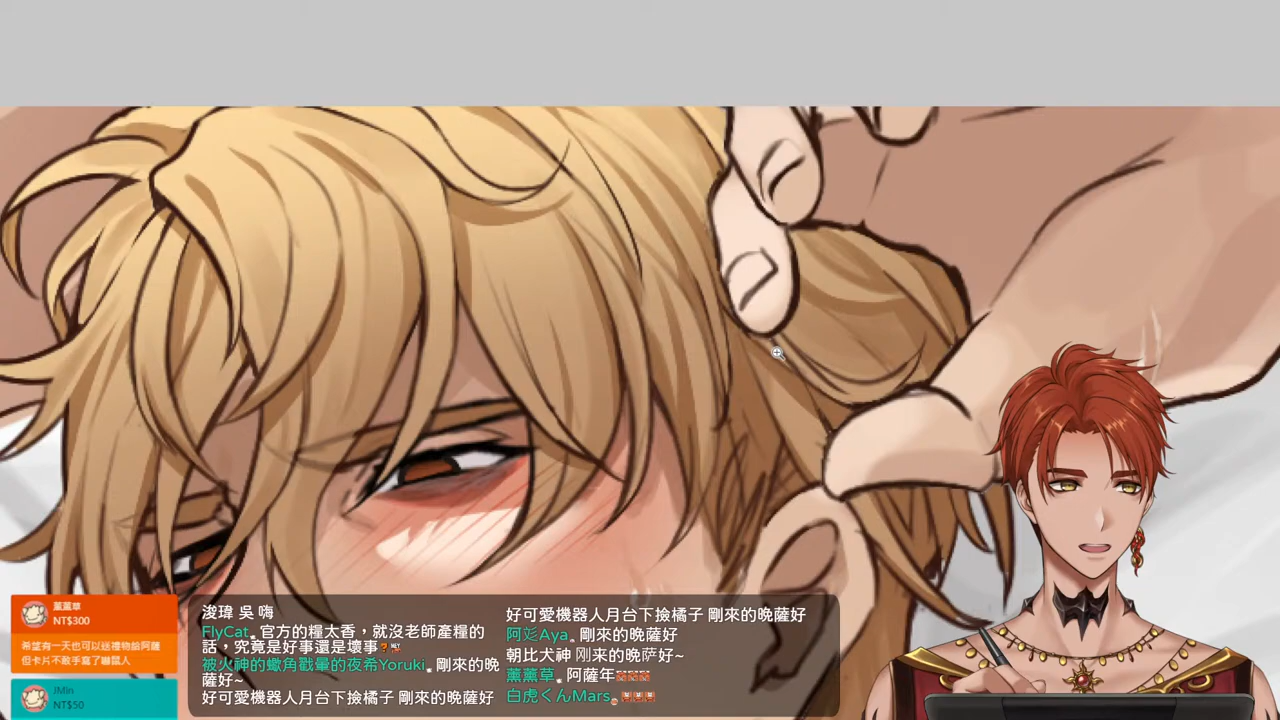 薰薰草
NT$300
希望有一天也可以送禮物給阿薩
但卡片不敢手寫了嚇鼠人
JMin
NT$50
浚瑋 吳 嗨
FlyCat。官方的糧太香，就沒老師產糧的
話，究竟是好事還是壞事
被火神的蠍角戳暈的夜希Yoruki。剛來的晚
薩好~
好可愛機器人月台下撿橘子 剛來的晚薩好
好可愛機器人月台下撿橘子 剛來的晚薩好
阿彣Aya。剛來的晚薩好
朝比犬神 刚来的晚萨好~
薰薰草。阿薩年
白虎くんMars。